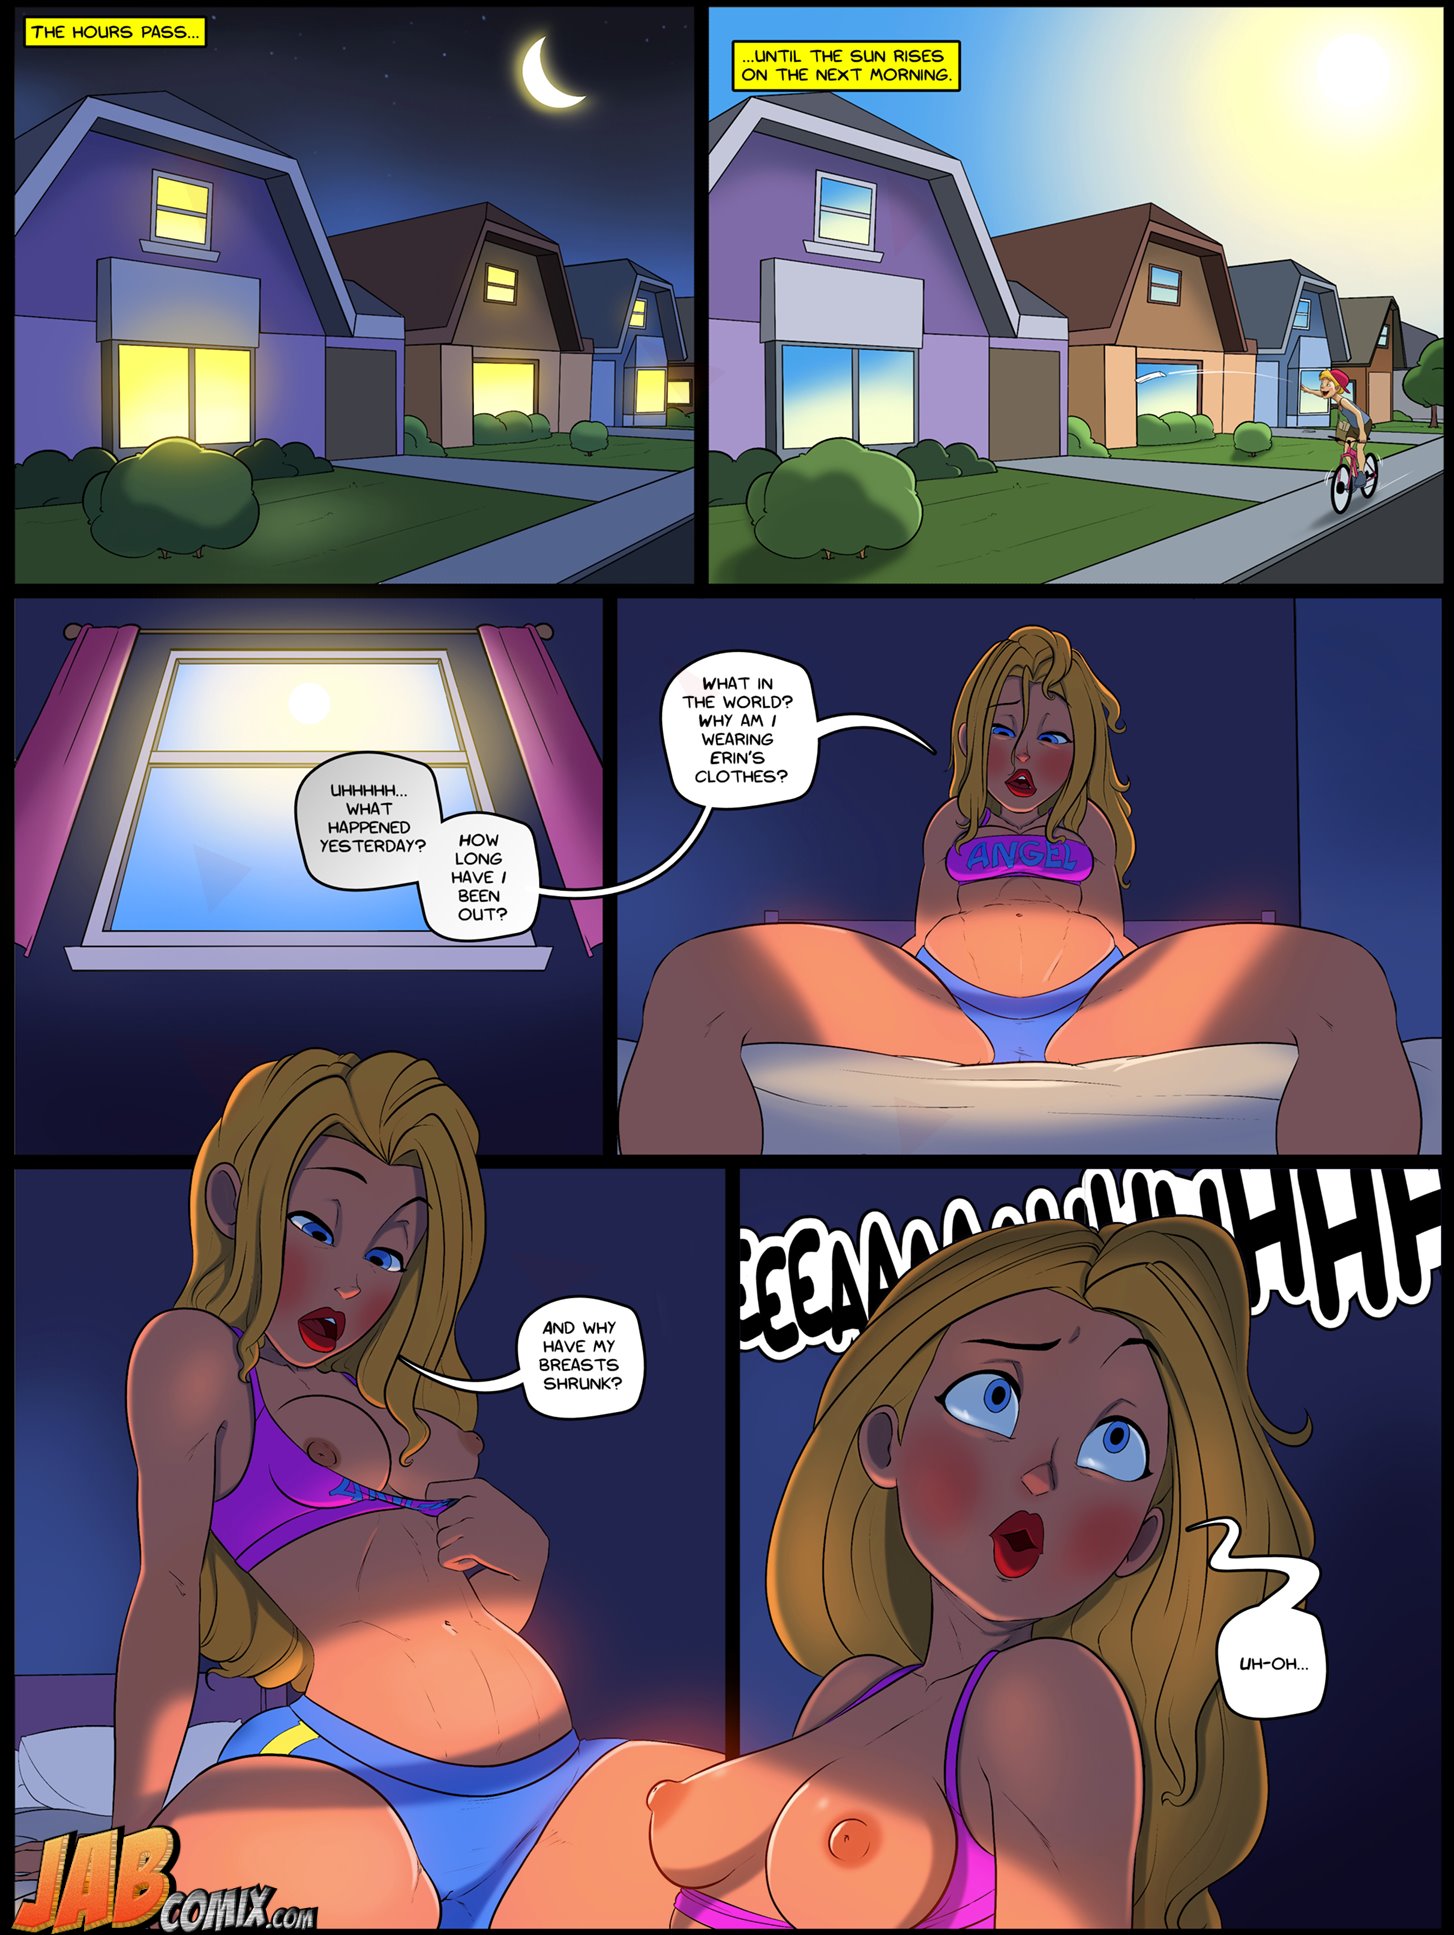 THE HOURS PASS...
...UNTIL THE SUN RISES
ON THE NEXT MORNING.
UHHHHH...
WHAT
HAPPENED
YESTERDAY?
HOW
LONG
HAVE I
BEEN
OUT?
WHAT IN
THE WORLD?
WHY AM I
WEARING
ERIN'S
CLOTHES?
ANGEL
AND WHY
HAVE MY
BREASTS
SHRUNK?
EEEEAAAAAHHHHHHHH
UH-OH...
JAB
COMIX.COM